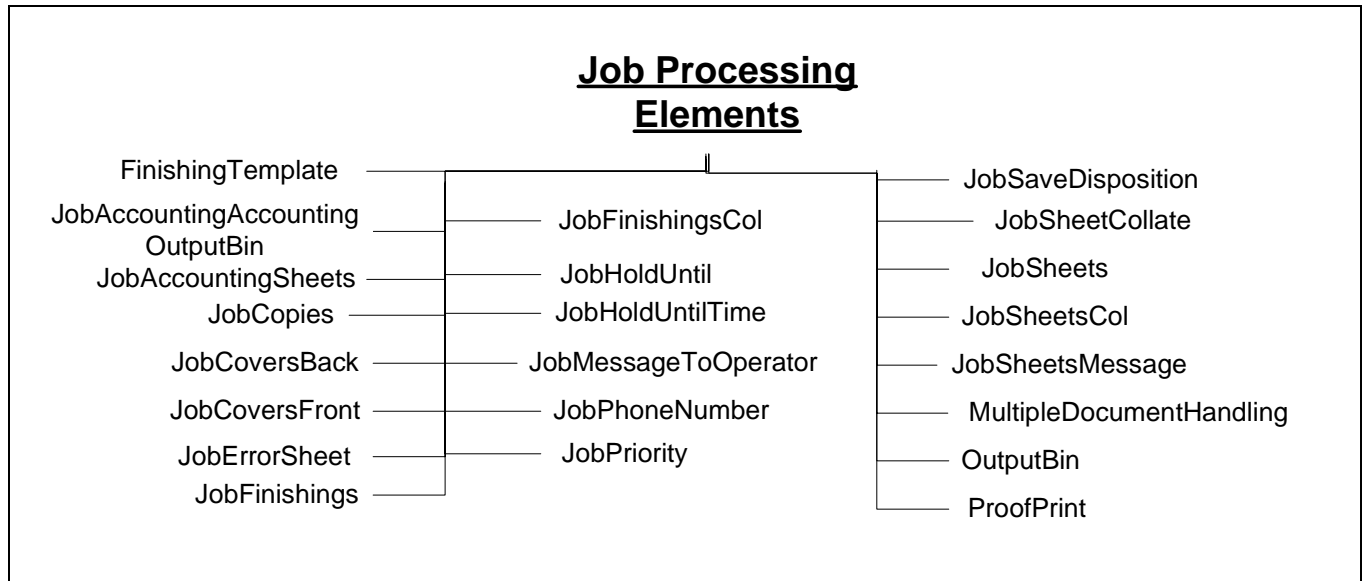 Job Processing
Elements
FinishingTemplate
JobAccountingAccounting
OutputBin
JobAccountingSheets
JobCopies
JobCoversBack
JobCoversFront
JobErrorSheet
JobFinishings
JobFinishingsCol
JobHoldUntil
JobHoldUntilTime
JobMessageToOperator
JobPhoneNumber
JobPriority
JobSaveDisposition
JobSheetCollate
JobSheets
JobSheetsCol
JobSheetsMessage
MultipleDocumentHandling
OutputBin
ProofPrint